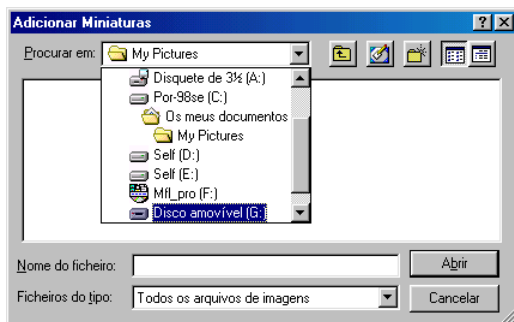 Adicionar Miniaturas
Procurar em: My Pictures
Disquete de 3½ (A:)
Por-98se (C:)
Os meus documentos
My Pictures
Self (D:)
Self (E:)
Mfl_pro (F:)
Disco amovível (G:)
Nome do ficheiro:
Abrir
Ficheiros do tipo: Todos os arquivos de imagens
Cancelar